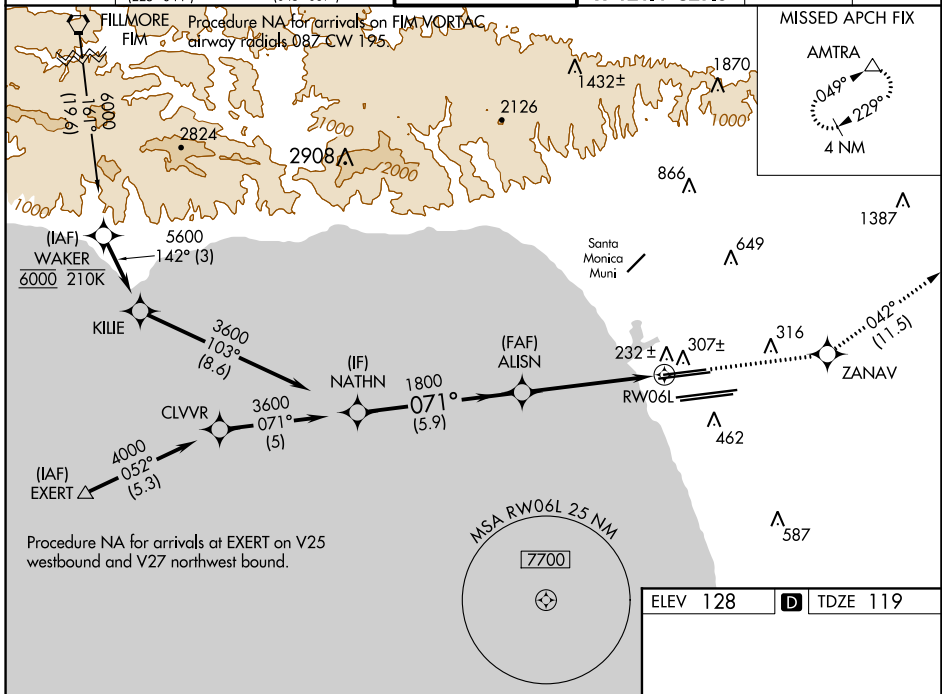 FILLMORE
FIM
Procedure NA for arrivals on FIM VORTAC
airway radials 087 CW 195.
MISSED APCH FIX
AMTRA
049°
229°
4 NM
6000
161°
(19.6)
2824
1000
2908
2000
2126
1432±
1870
1000
1000
866
1387
649
(IAF)
WAKER
6000 210K
5600
142° (3)
KILIE
3600
103°
(8.6)
Santa
Monica
Muni
(IF)
NATHN
(FAF)
ALISN
1800
071°
(5.9)
232±
307±
316
RW06L
ZANAV
042°
(11.5)
462
587
CLVVR
3600
071°
(5)
(IAF)
EXERT
4000
052°
(5.3)
Procedure NA for arrivals at EXERT on V25
westbound and V27 northwest bound.
MSA RW06L 25 NM
7700
ELEV 128 D TDZE 119